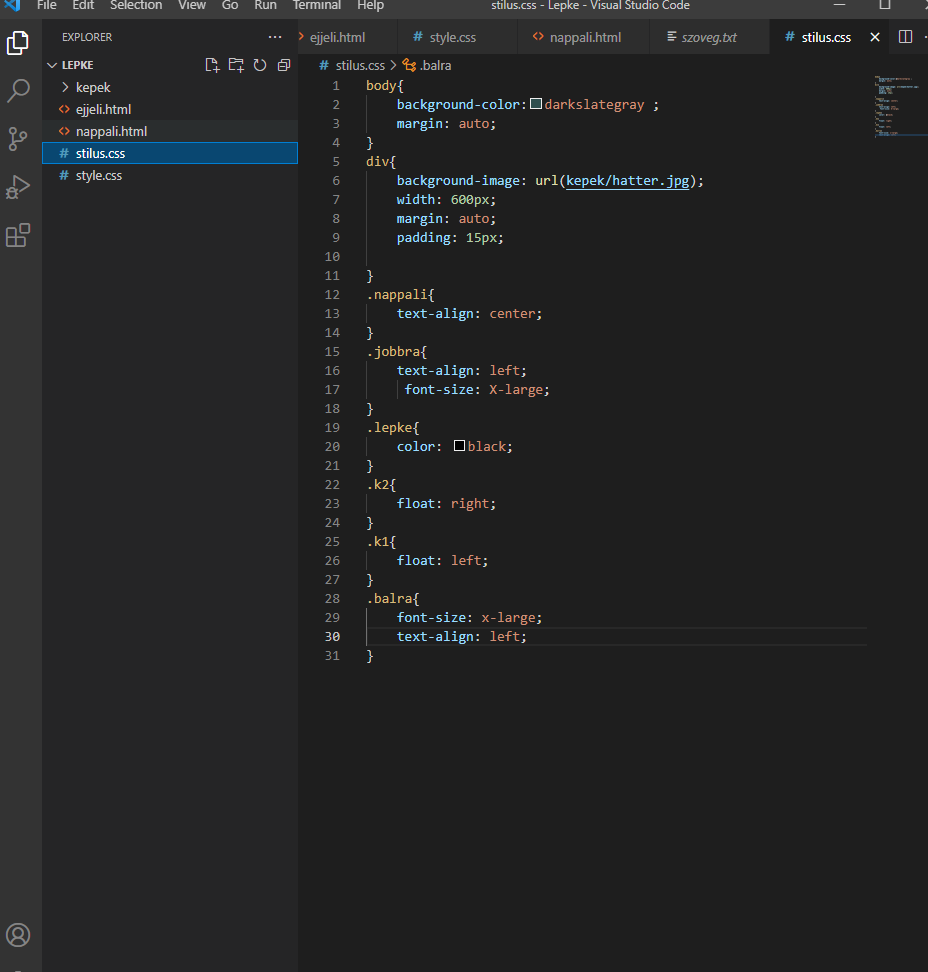 File Edit Selection View Go Run Terminal Help stilus.css - Lepke - Visual Studio Code
EXPLORER
LEPKE
kepek
ejjeli.html
nappali.html
stilus.css
style.css
ejjeli.html # style.css nappali.html szoveg.txt # stilus.css
# stilus.css > .balra
1 body{
2 background-color: darkslategray ;
3 margin: auto;
4 }
5 div{
6 background-image: url(kepek/hatter.jpg);
7 width: 600px;
8 margin: auto;
9 padding: 15px;
10
11 }
12 .nappali{
13 text-align: center;
14 }
15 .jobbra{
16 text-align: left;
17 font-size: X-large;
18 }
19 .lepke{
20 color: black;
21 }
22 .k2{
23 float: right;
24 }
25 .k1{
26 float: left;
27 }
28 .balra{
29 font-size: x-large;
30 text-align: left;
31 }